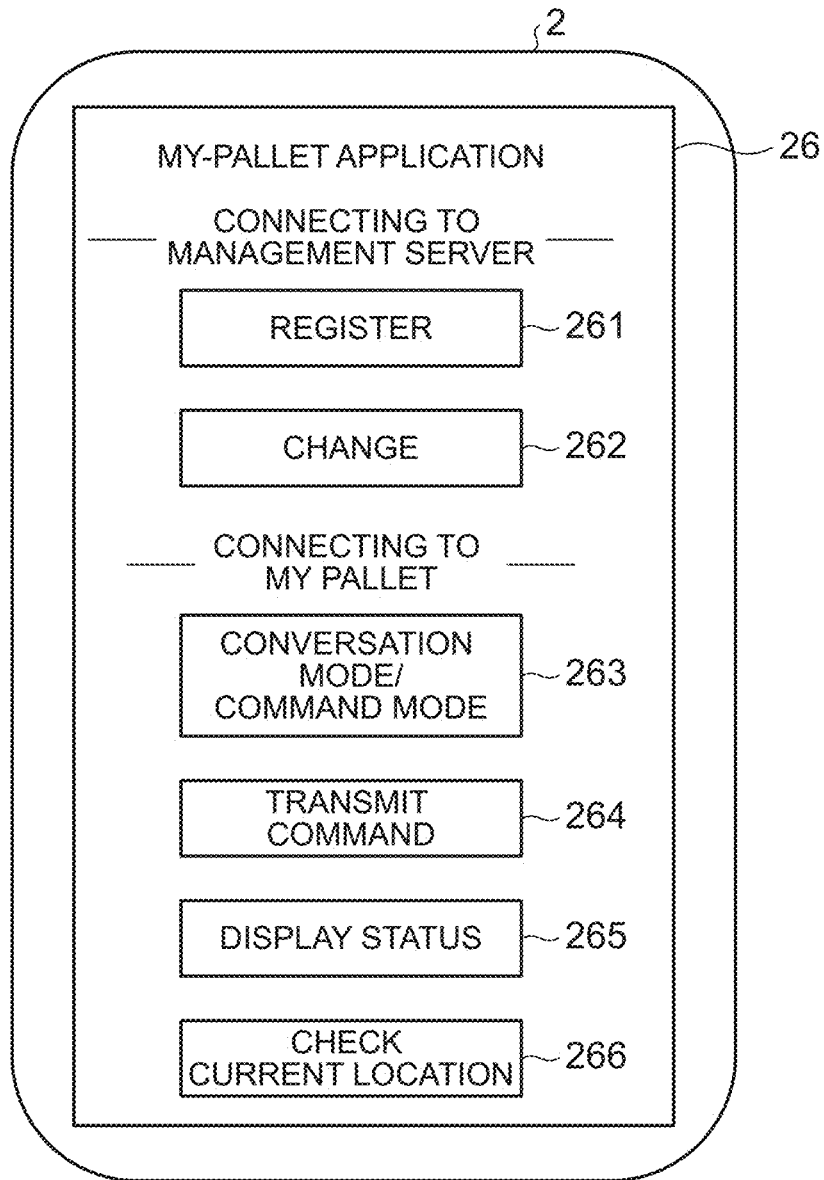 2
26
MY-PALLET APPLICATION
CONNECTING TO
MANAGEMENT SERVER
REGISTER
261
CHANGE
262
CONNECTING TO
MY PALLET
CONVERSATION
MODE/
COMMAND MODE
263
TRANSMIT
COMMAND
264
DISPLAY STATUS
265
CHECK
CURRENT LOCATION
266